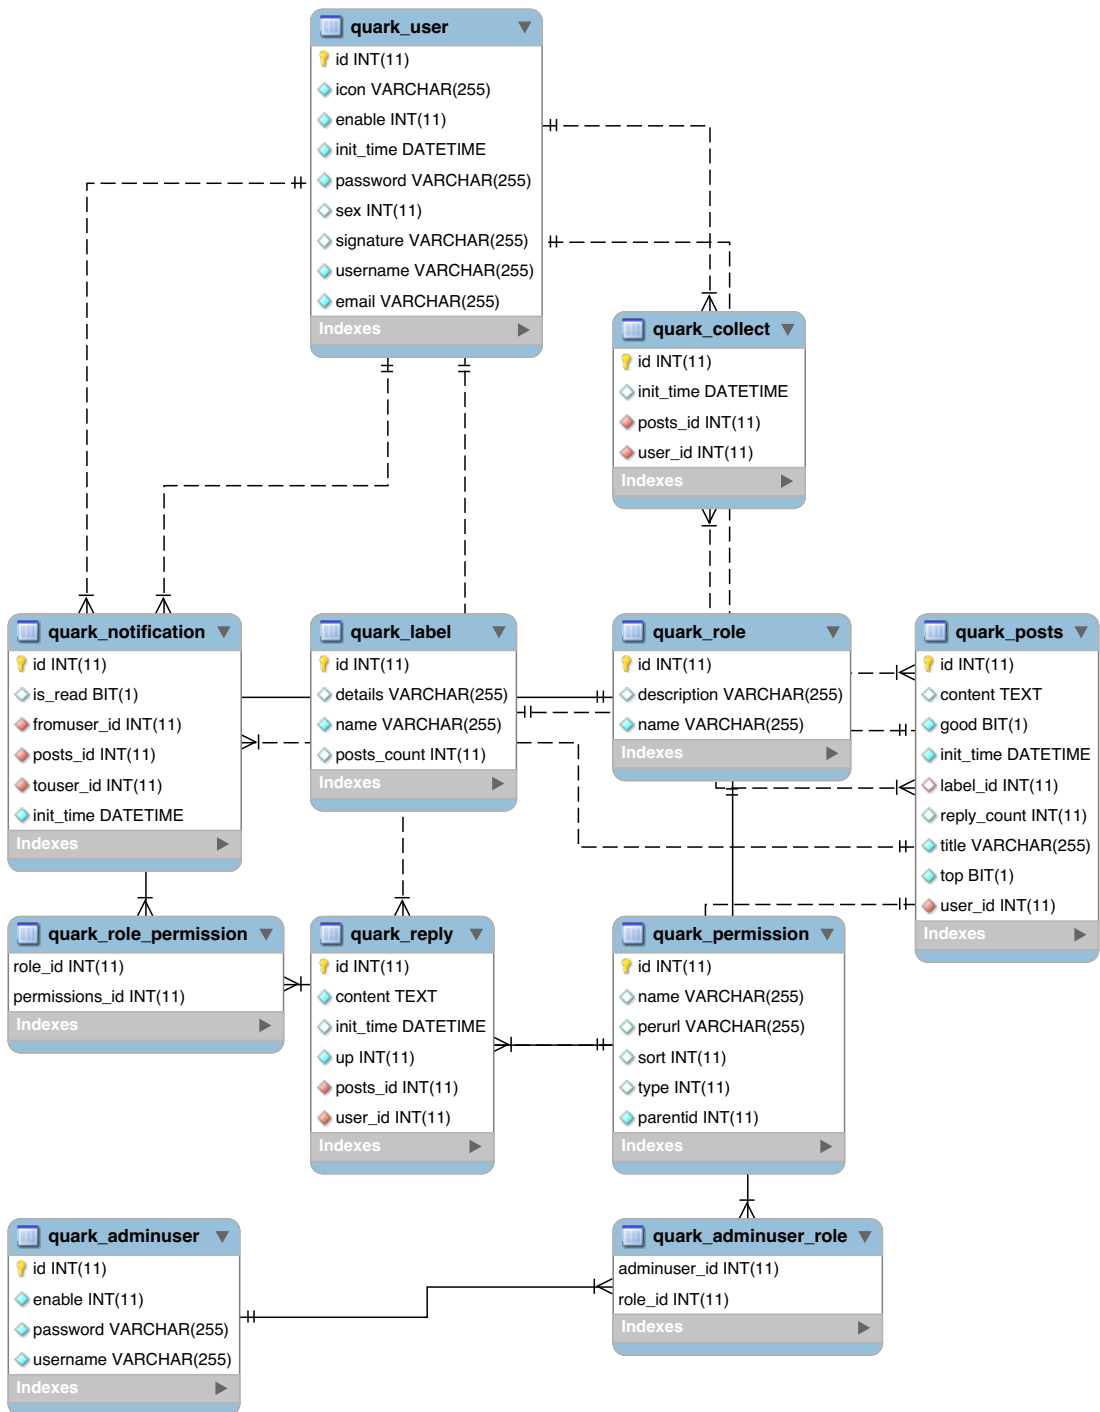 quark_user
id INT(11)
icon VARCHAR(255)
enable INT(11)
init_time DATETIME
password VARCHAR(255)
sex INT(11)
signature VARCHAR(255)
username VARCHAR(255)
email VARCHAR(255)
Indexes
quark_collect
id INT(11)
init_time DATETIME
posts_id INT(11)
user_id INT(11)
Indexes
quark_notification
id INT(11)
is_read BIT(1)
fromuser_id INT(11)
posts_id INT(11)
touser_id INT(11)
init_time DATETIME
Indexes
quark_label
id INT(11)
details VARCHAR(255)
name VARCHAR(255)
posts_count INT(11)
Indexes
quark_role
id INT(11)
description VARCHAR(255)
name VARCHAR(255)
Indexes
quark_posts
id INT(11)
content TEXT
good BIT(1)
init_time DATETIME
label_id INT(11)
reply_count INT(11)
title VARCHAR(255)
top BIT(1)
user_id INT(11)
Indexes
quark_role_permission
role_id INT(11)
permissions_id INT(11)
Indexes
quark_reply
id INT(11)
content TEXT
init_time DATETIME
up INT(11)
posts_id INT(11)
user_id INT(11)
Indexes
quark_permission
id INT(11)
name VARCHAR(255)
perurl VARCHAR(255)
sort INT(11)
type INT(11)
parentid INT(11)
Indexes
quark_adminuser
id INT(11)
enable INT(11)
password VARCHAR(255)
username VARCHAR(255)
Indexes
quark_adminuser_role
adminuser_id INT(11)
role_id INT(11)
Indexes